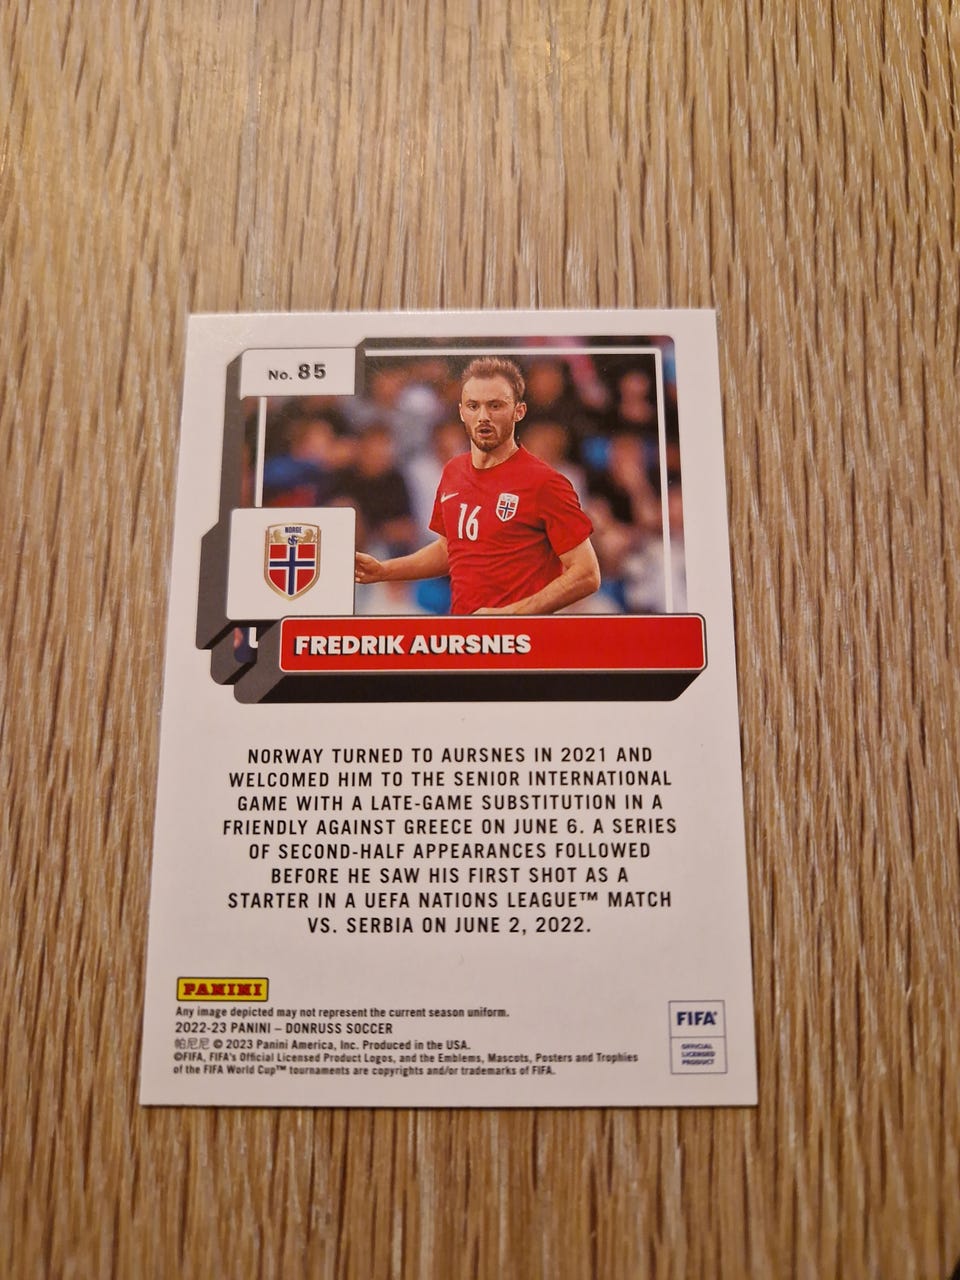 No. 85
16
NORGE
FREDRIK AURSNES
NORWAY TURNED TO AURSNES IN 2021 AND
WELCOMED HIM TO THE SENIOR INTERNATIONAL
GAME WITH A LATE-GAME SUBSTITUTION IN A
FRIENDLY AGAINST GREECE ON JUNE 6. A SERIES
OF SECOND-HALF APPEARANCES FOLLOWED
BEFORE HE SAW HIS FIRST SHOT AS A
STARTER IN A UEFA NATIONS LEAGUE™ MATCH
VS. SERBIA ON JUNE 2, 2022.
PANINI
Any image depicted may not represent the current season uniform.
2022-23 PANINI – DONRUSS SOCCER
帕尼尼 © 2023 Panini America, Inc. Produced in the USA.
©FIFA, FIFA's Official Licensed Product Logos, and the Emblems, Mascots, Posters and Trophies
of the FIFA World Cup™ tournaments are copyrights and/or trademarks of FIFA.
FIFA
OFFICIAL
LICENSED
PRODUCT